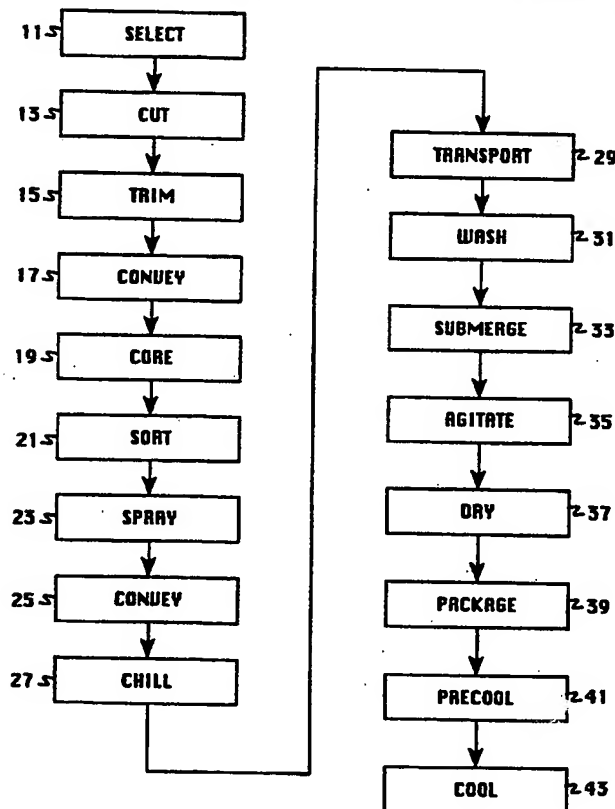 11 SELECT
13 CUT
15 TRIM
17 CONVEY
19 CORE
21 SORT
23 SPRAY
25 CONVEY
27 CHILL
TRANSPORT 29
WASH 31
SUBMERGE 33
AGITATE 35
DRY 37
PACKAGE 39
PRECOOL 41
COOL 43